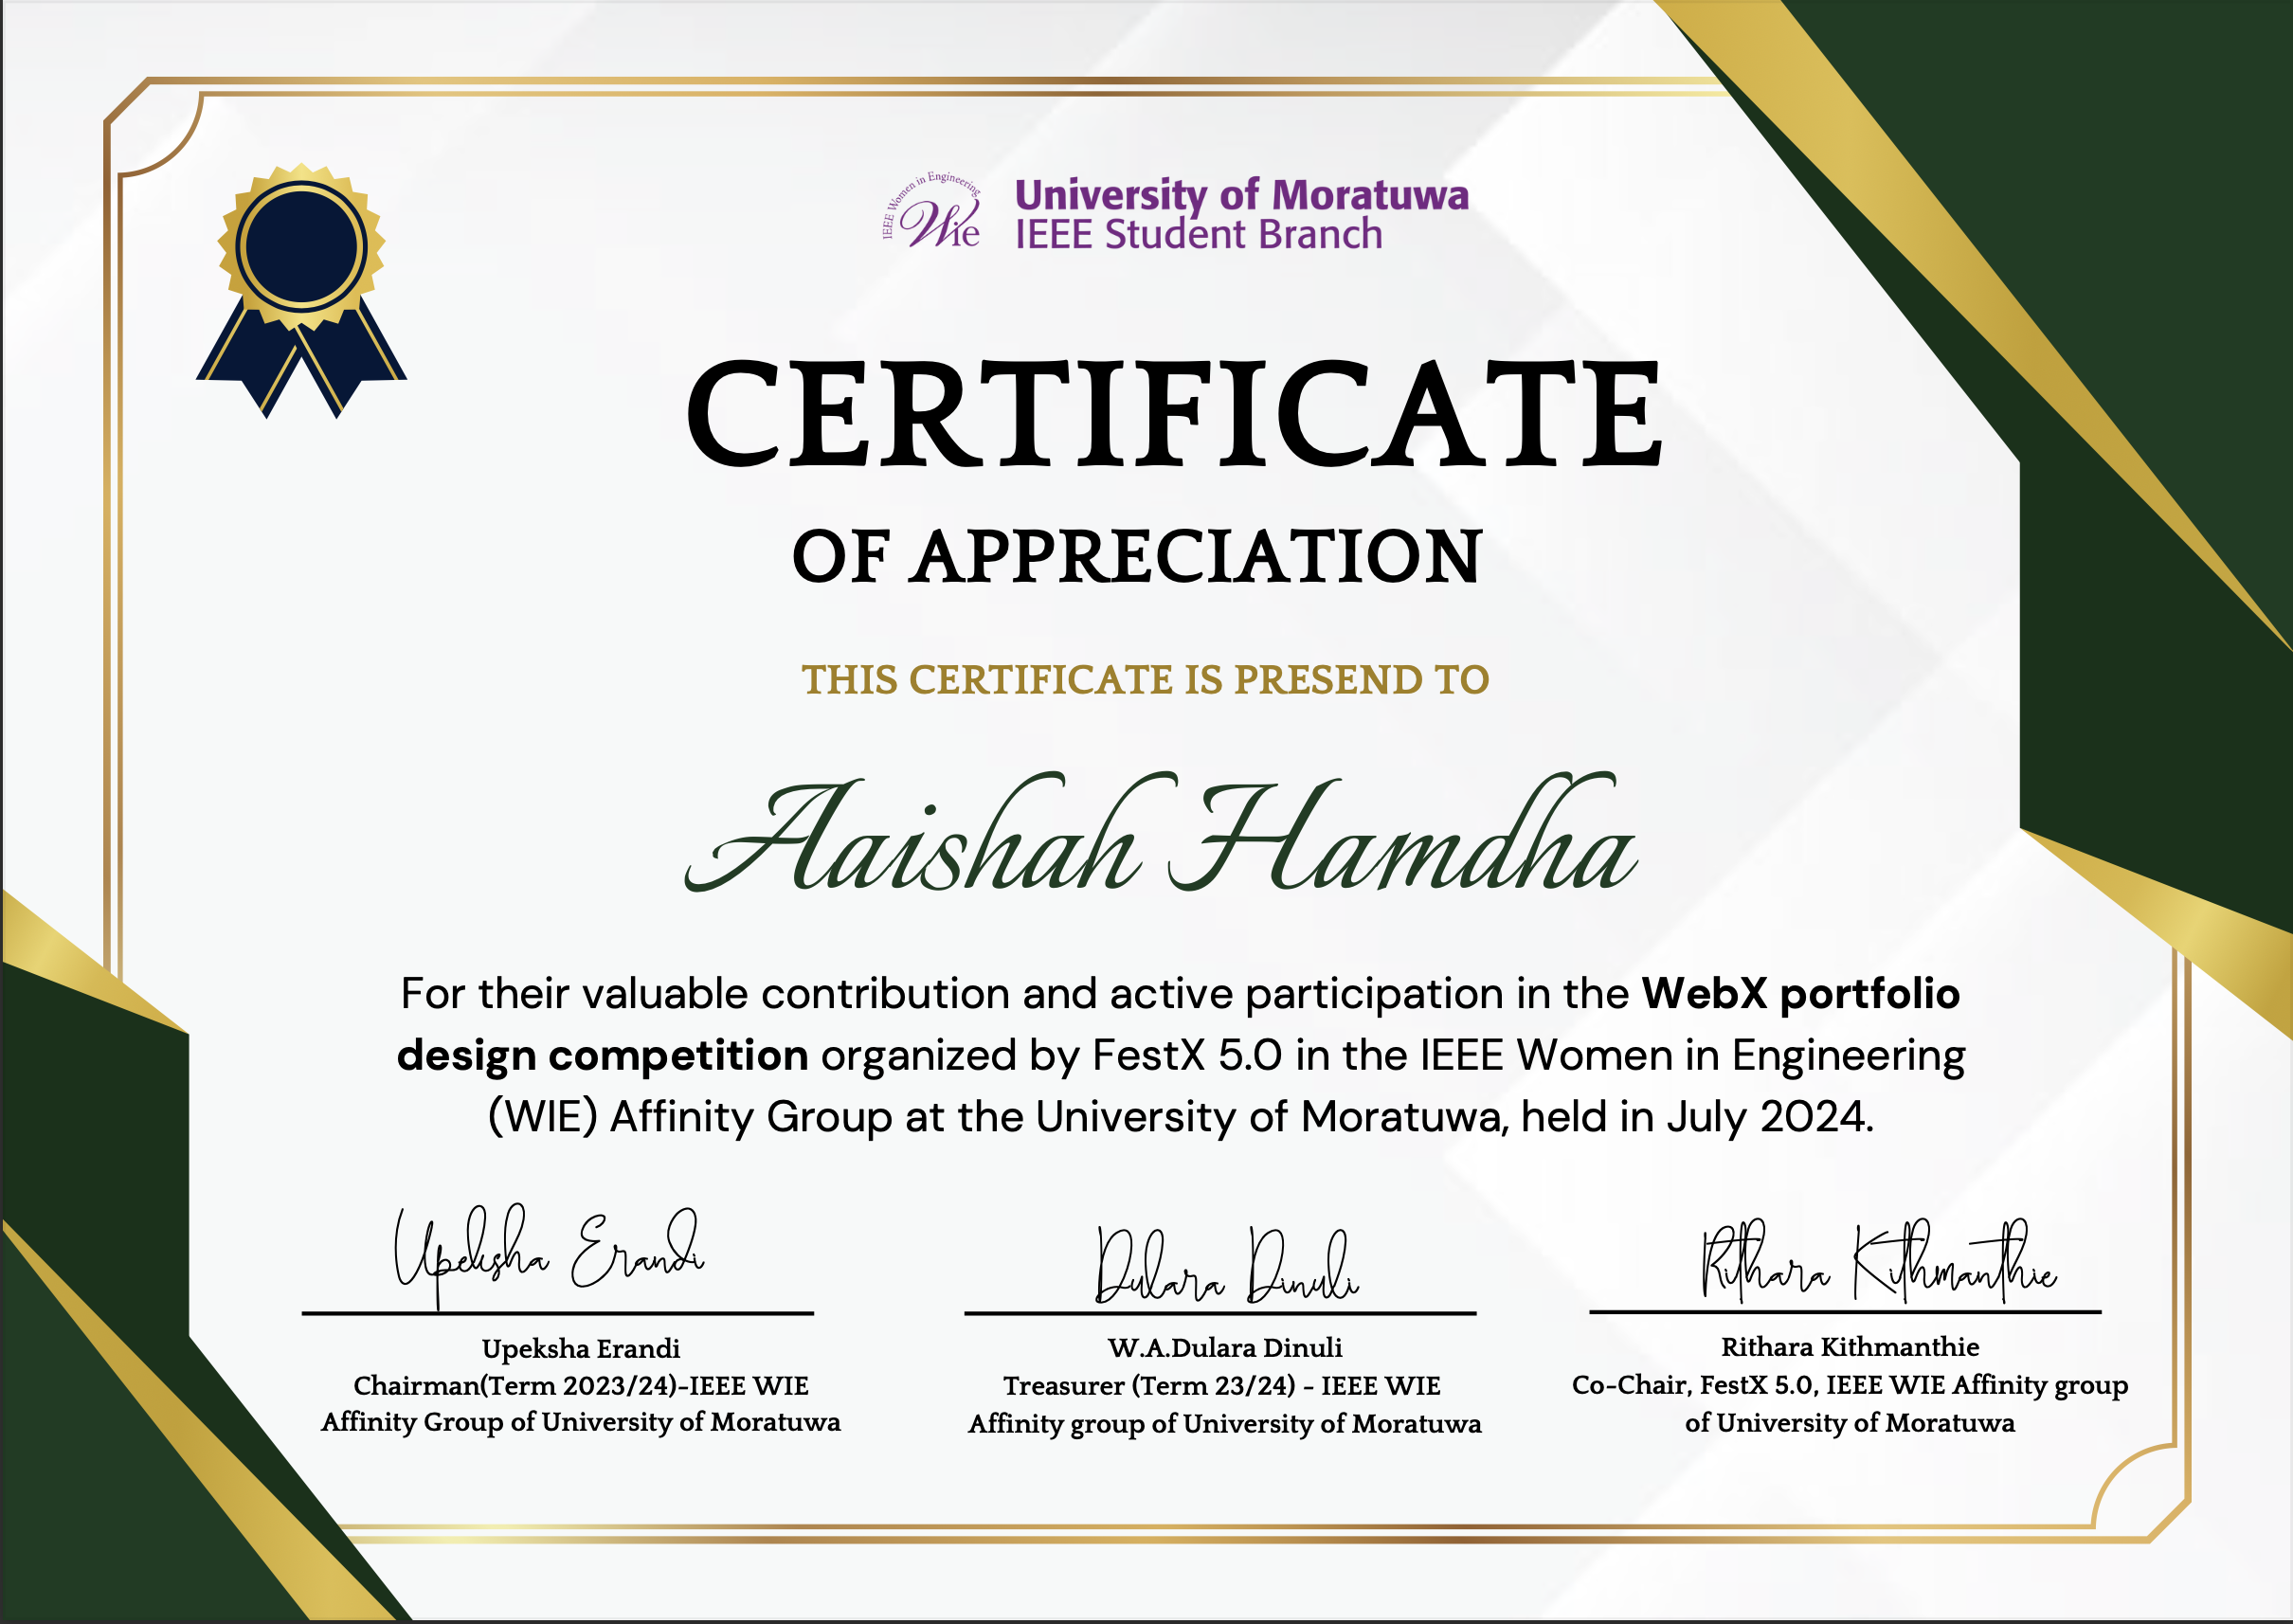 IEEE Women in Engineering
Wie
University of Moratuwa
IEEE Student Branch
CERTIFICATE
OF APPRECIATION
THIS CERTIFICATE IS PRESEND TO
Aaishah Hamdha
For their valuable contribution and active participation in the WebX portfolio
design competition organized by FestX 5.0 in the IEEE Women in Engineering
(WIE) Affinity Group at the University of Moratuwa, held in July 2024.
Upeksha Erandi
Upeksha Erandi
Chairman(Term 2023/24)-IEEE WIE
Affinity Group of University of Moratuwa
Dulara Dinuli
W.A.Dulara Dinuli
Treasurer (Term 23/24) - IEEE WIE
Affinity group of University of Moratuwa
Rithara Kithmanthie
Rithara Kithmanthie
Co-Chair, FestX 5.0, IEEE WIE Affinity group
of University of Moratuwa